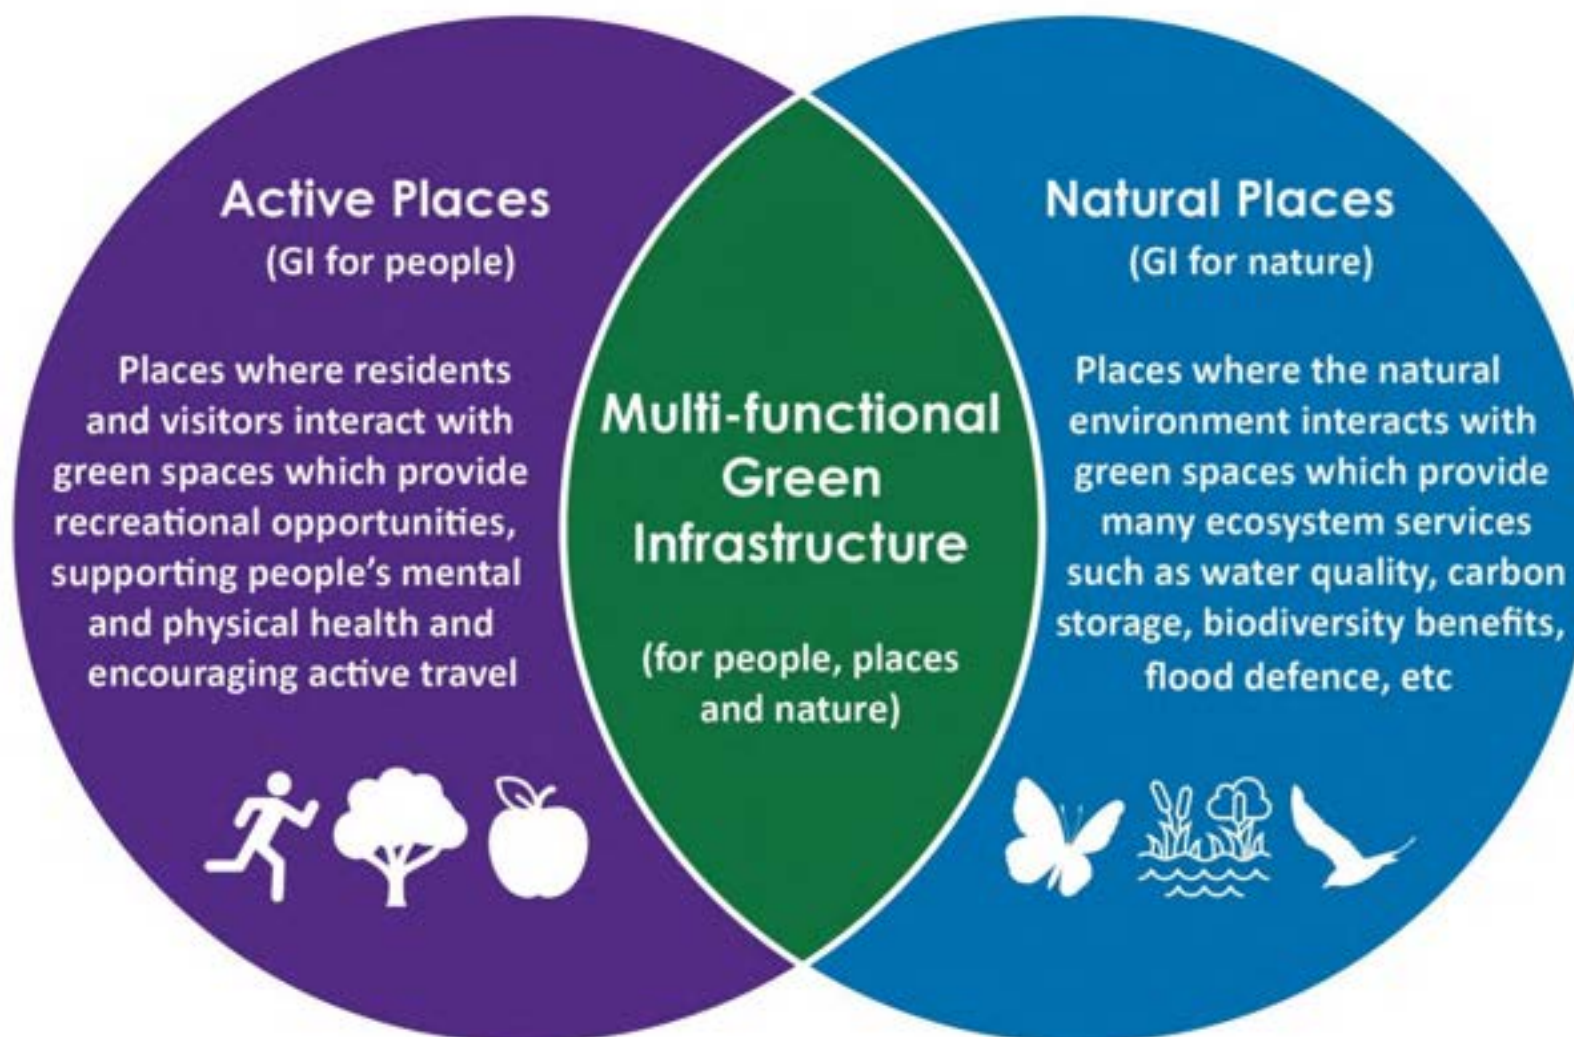 Active Places
(GI for people)
Places where residents
and visitors interact with
green spaces which provide
recreational opportunities,
supporting people’s mental
and physical health and
encouraging active travel
Multi-functional
Green
Infrastructure
(for people, places
and nature)
Natural Places
(GI for nature)
Places where the natural
environment interacts with
green spaces which provide
many ecosystem services
such as water quality, carbon
storage, biodiversity benefits,
flood defence, etc